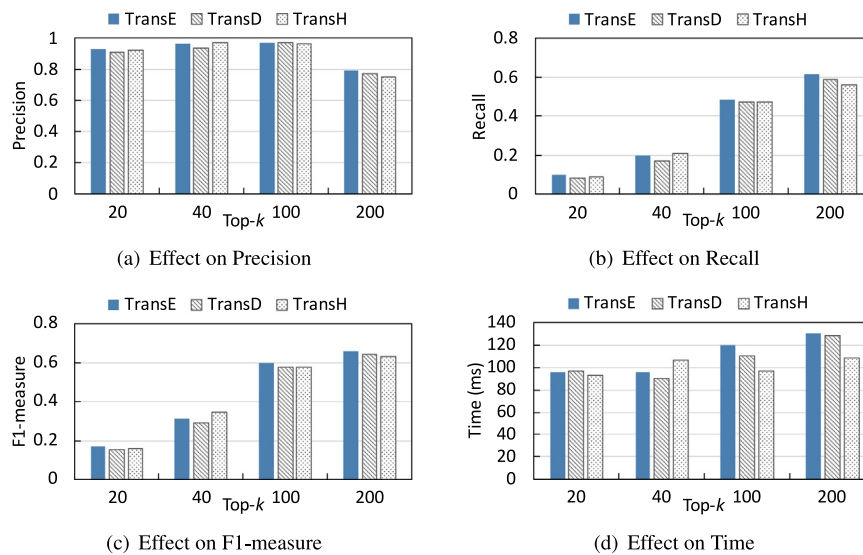 TransE TransD TransH
1
0.8
0.6
0.4
0.2
0
Precision
20 40 100 200
Top-k
(a) Effect on Precision
TransE TransD TransH
0.8
0.6
0.4
0.2
0
Recall
20 40 100 200
Top-k
(b) Effect on Recall
TransE TransD TransH
0.8
0.6
0.4
0.2
0
F1-measure
20 40 100 200
Top-k
(c) Effect on F1-measure
TransE TransD TransH
140
120
100
80
60
40
20
0
Time (ms)
20 40 100 200
Top-k
(d) Effect on Time